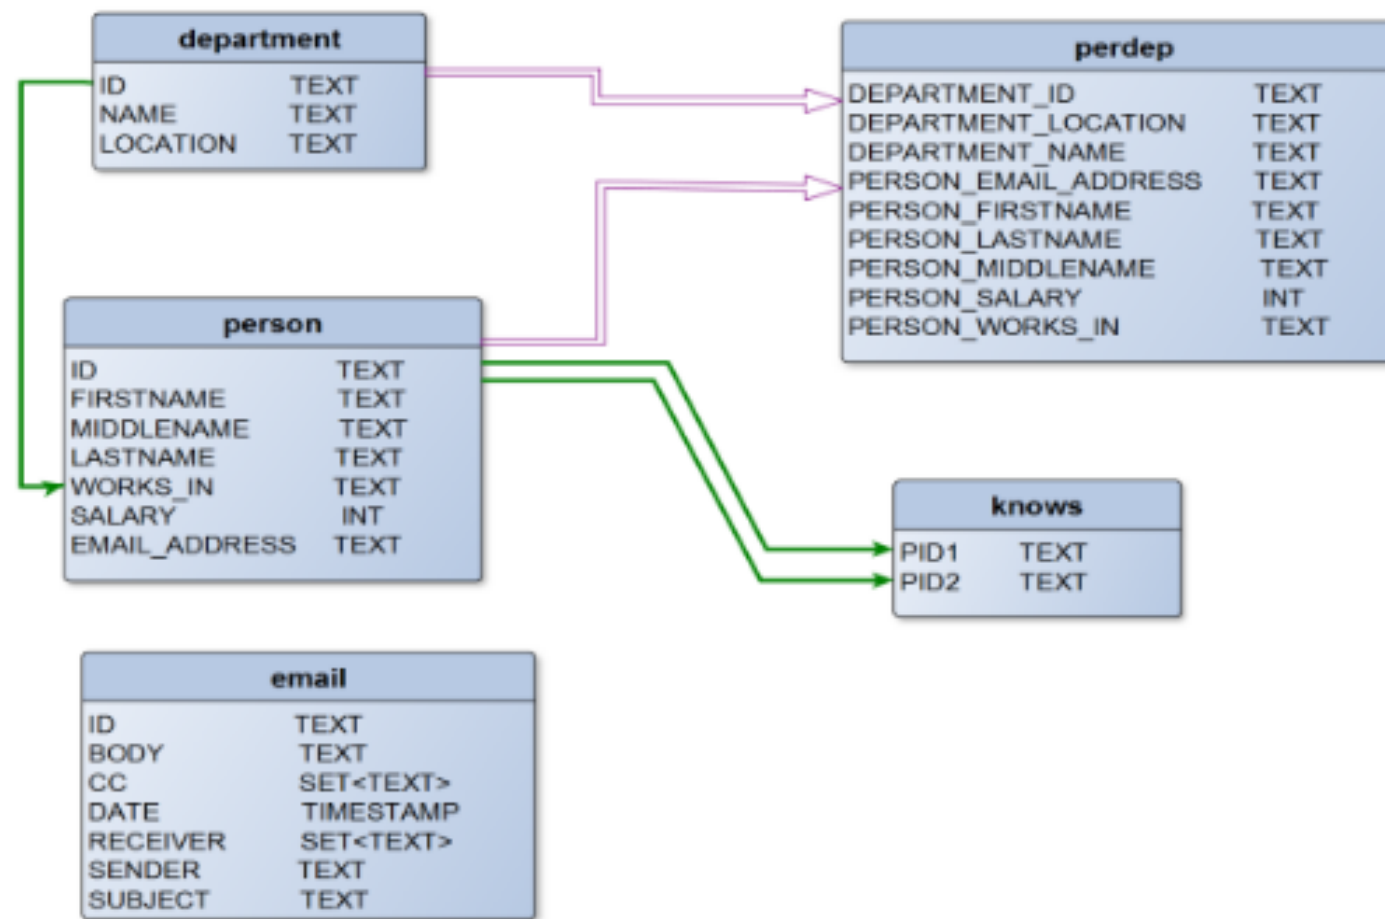 department
ID TEXT
NAME TEXT
LOCATION TEXT
perdep
DEPARTMENT_ID TEXT
DEPARTMENT_LOCATION TEXT
DEPARTMENT_NAME TEXT
PERSON_EMAIL_ADDRESS TEXT
PERSON_FIRSTNAME TEXT
PERSON_LASTNAME TEXT
PERSON_MIDDLENAME TEXT
PERSON_SALARY INT
PERSON_WORKS_IN TEXT
person
ID TEXT
FIRSTNAME TEXT
MIDDLENAME TEXT
LASTNAME TEXT
WORKS_IN TEXT
SALARY INT
EMAIL_ADDRESS TEXT
knows
PID1 TEXT
PID2 TEXT
email
ID TEXT
BODY TEXT
CC SET<TEXT>
DATE TIMESTAMP
RECEIVER SET<TEXT>
SENDER TEXT
SUBJECT TEXT